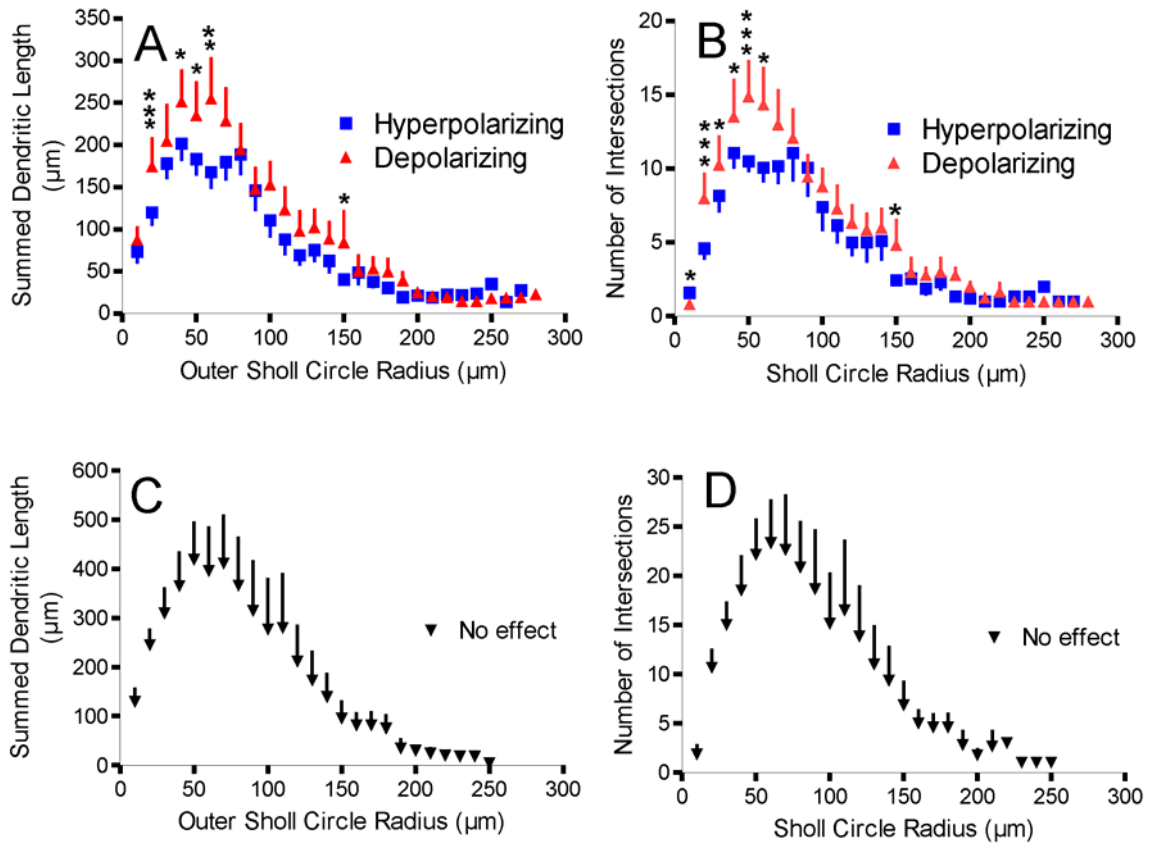 A
Summed Dendritic Length
(µm)
350
300
250
200
150
100
50
0
***
*
*
**
*
Hyperpolarizing
Depolarizing
0 50 100 150 200 250 300
Outer Sholl Circle Radius (µm)
B
Number of Intersections
20
15
10
5
0
*
***
*
*
***
*
*
Hyperpolarizing
Depolarizing
0 50 100 150 200 250 300
Sholl Circle Radius (µm)
C
Summed Dendritic Length
(µm)
600
500
400
300
200
100
0
No effect
0 50 100 150 200 250 300
Outer Sholl Circle Radius (µm)
D
Number of Intersections
30
25
20
15
10
5
0
No effect
0 50 100 150 200 250 300
Sholl Circle Radius (µm)